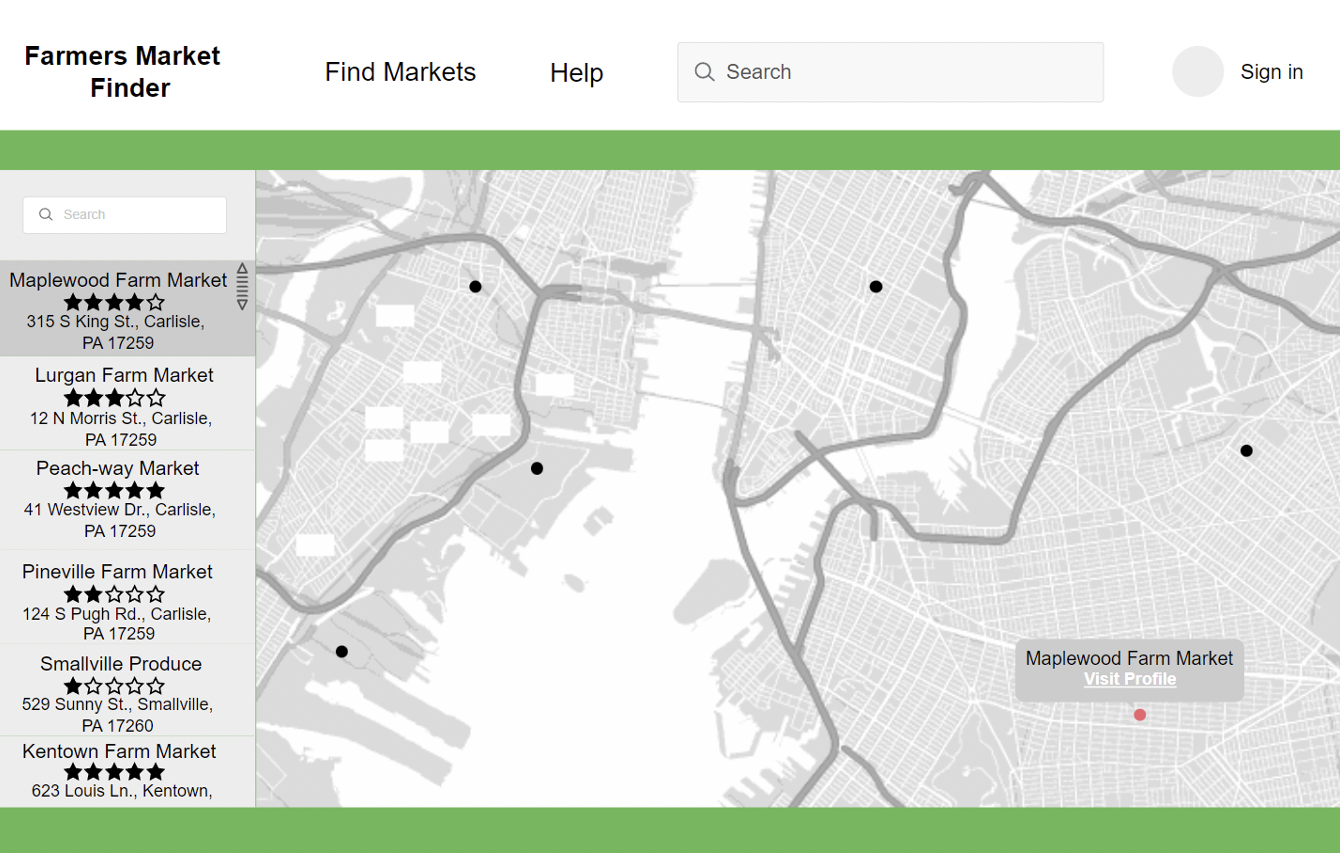 Farmers Market
Finder
Find Markets
Help
Search
Sign in
Search
Maplewood Farm Market
315 S King St., Carlisle,
PA 17259
Lurgan Farm Market
12 N Morris St., Carlisle,
PA 17259
Peach-way Market
41 Westview Dr., Carlisle,
PA 17259
Pineville Farm Market
124 S Pugh Rd., Carlisle,
PA 17259
Smallville Produce
529 Sunny St., Smallville,
PA 17260
Kentown Farm Market
623 Louis Ln., Kentown,
Maplewood Farm Market
Visit Profile